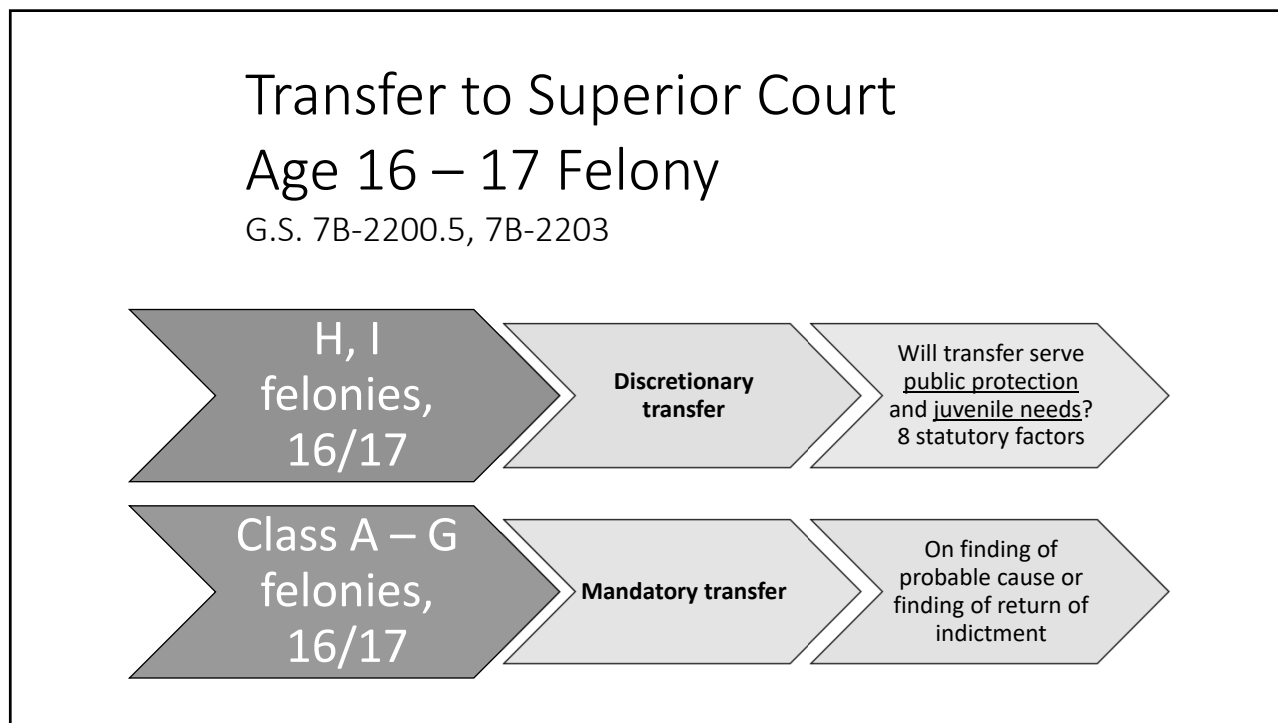 Transfer to Superior Court
Age 16 – 17 Felony
G.S. 7B-2200.5, 7B-2203
H, I
felonies,
16/17
Discretionary
transfer
Will transfer serve
public protection
and juvenile needs?
8 statutory factors
Class A – G
felonies,
16/17
Mandatory transfer
On finding of
probable cause or
finding of return of
indictment